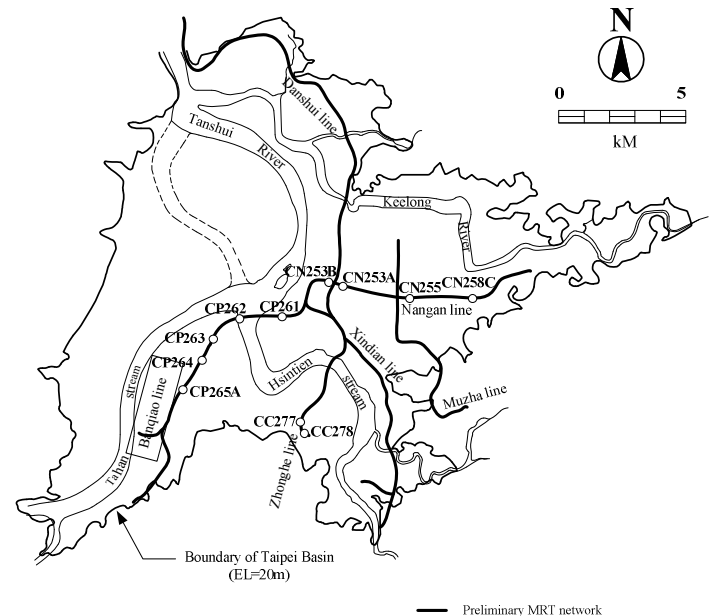 N
0 5
kM
Danshui line
Tanshui
River
Keelong
River
CN253B
CN253A
CN255
CN258C
Nangan line
CP262
CP261
CP263
CP264
CP265A
Xindian line
Hsintien
stream
stream
Banqiao line
Muzha line
CC277
CC278
Zhonghe line
Tahan
Boundary of Taipei Basin
(EL=20m)
Preliminary MRT network